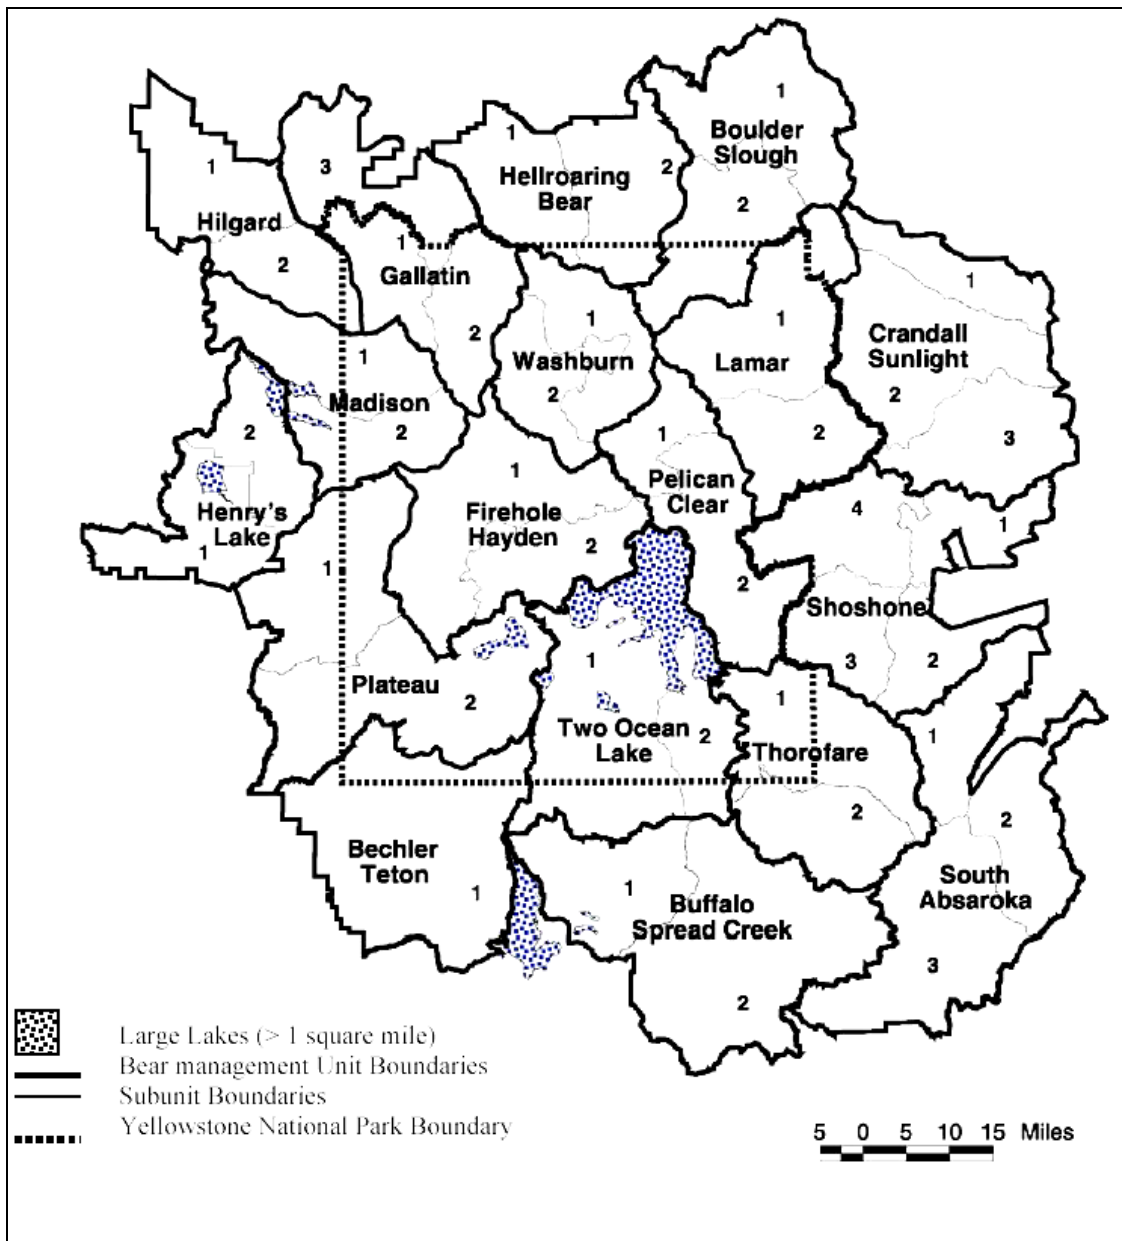 1
Boulder
Slough
1
1
3
Hellroaring
Bear
2
2
Hilgard
2
1
Gallatin
1
2
1
1
2
Washburn
Lamar
Crandall
Sunlight
1
Madison
2
2
2
2
1
2
3
1
Pelican
Clear
Henry's
Lake
Firehole
Hayden
4
1
1
2
1
2
Shoshone
1
3
2
Plateau
2
1
Two Ocean
Lake
2
Thorofare
1
2
2
Bechler
Teton
1
1
Buffalo
Spread Creek
South
Absaroka
3
2
Large Lakes (> 1 square mile)
Bear management Unit Boundaries
Subunit Boundaries
Yellowstone National Park Boundary
5 0 5 10 15 Miles